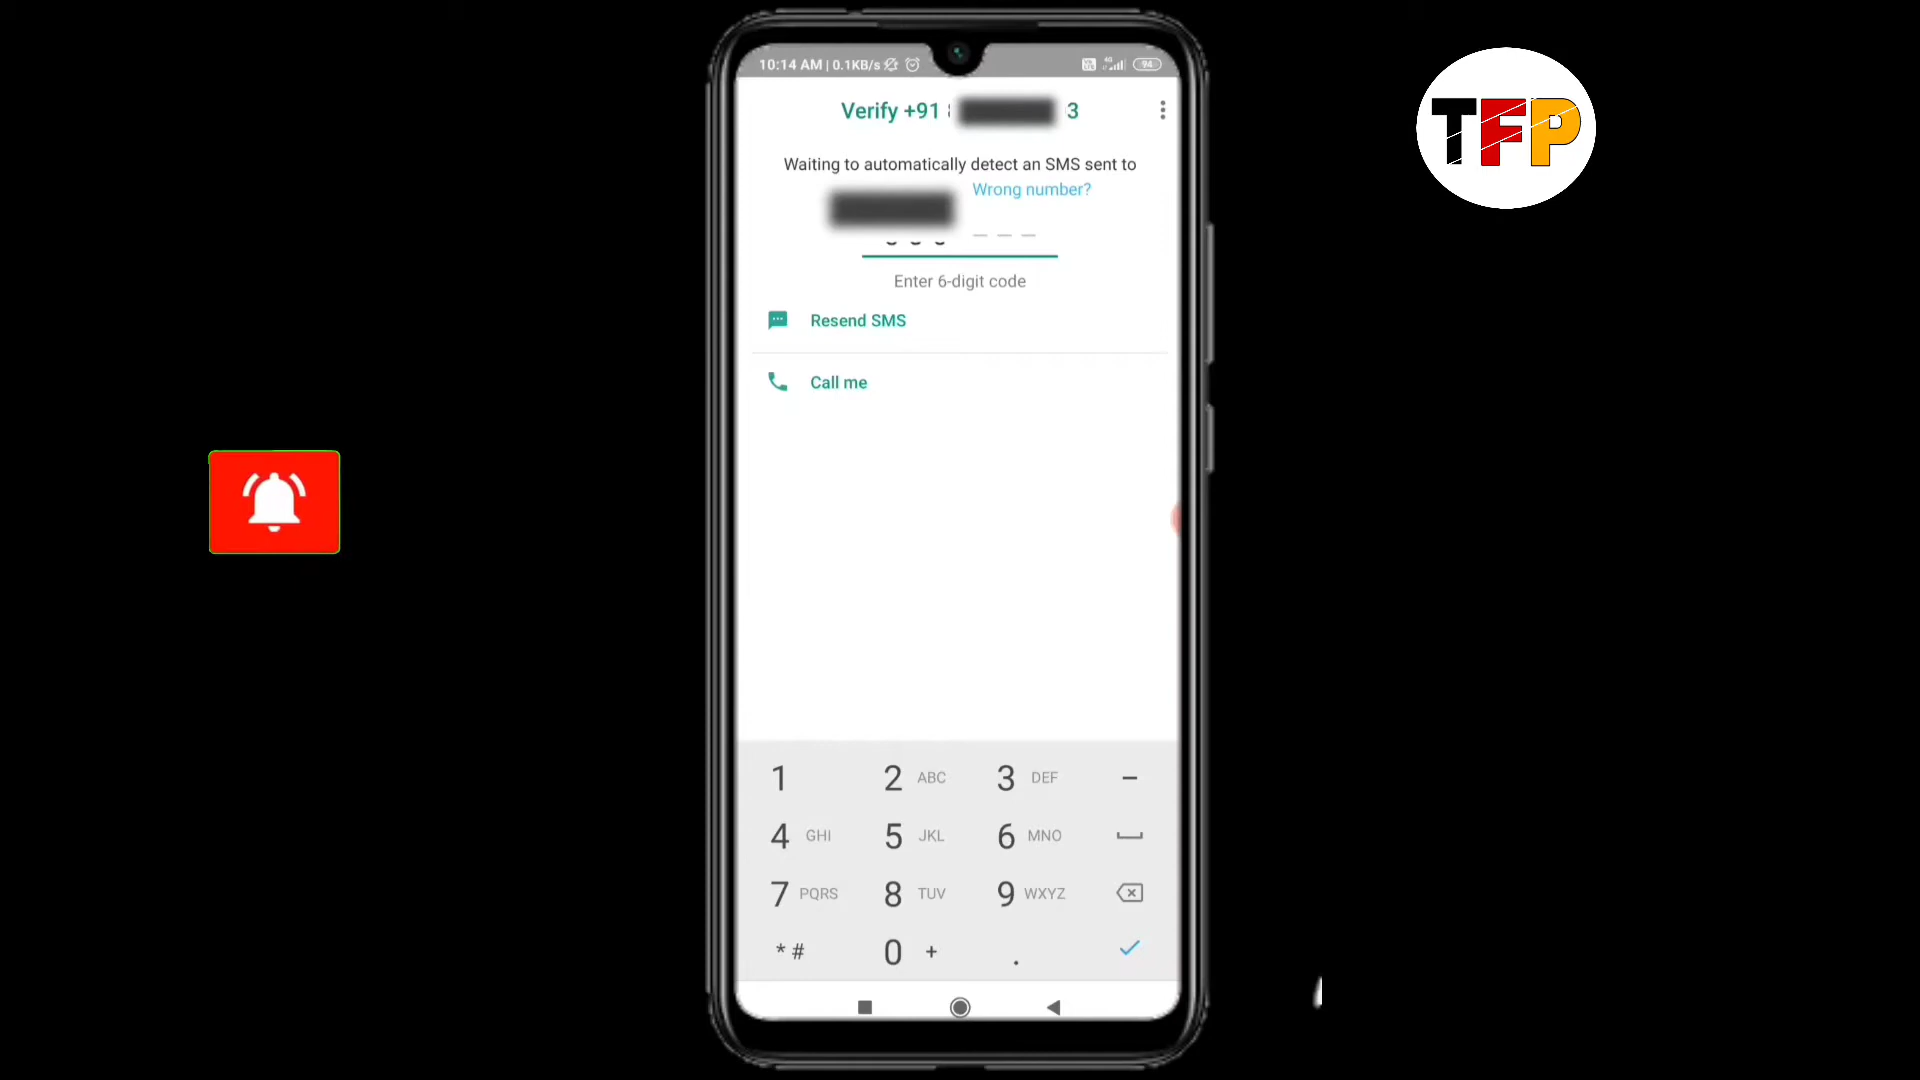 10:14 AM | 0.1KB/s
4G
94
Verify +91
3
Waiting to automatically detect an SMS sent to
Wrong number?
Enter 6-digit code
Resend SMS
Call me
1
2 ABC
3 DEF
-
4 GHI
5 JKL
6 MNO
7 PQRS
8 TUV
9 WXYZ
* #
0 +
.
TFP